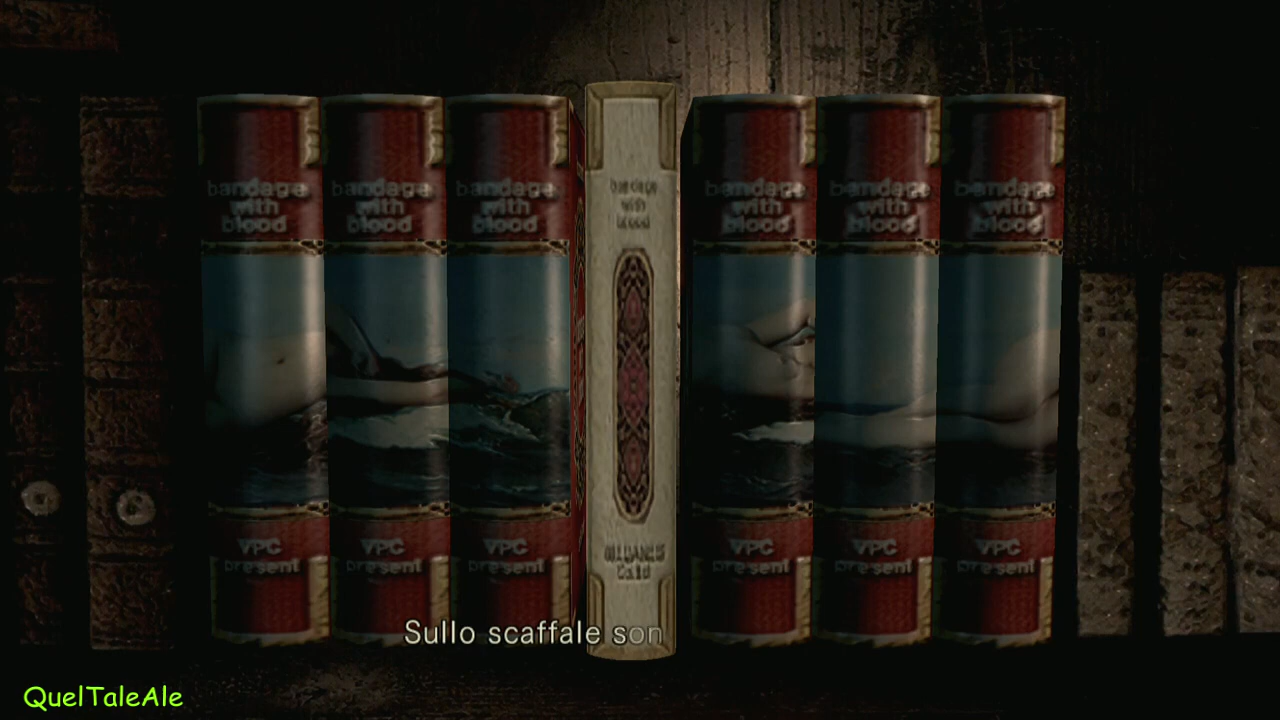 bandage
with
blood
bandage
with
blood
bandage
with
blood
bandage
with
blood
bandage
with
blood
bandage
with
blood
bandage
with
blood
VPC
present
VPC
present
VPC
present
VPC
present
VPC
present
VPC
present
Sullo scaffale son
QuelTaleAle